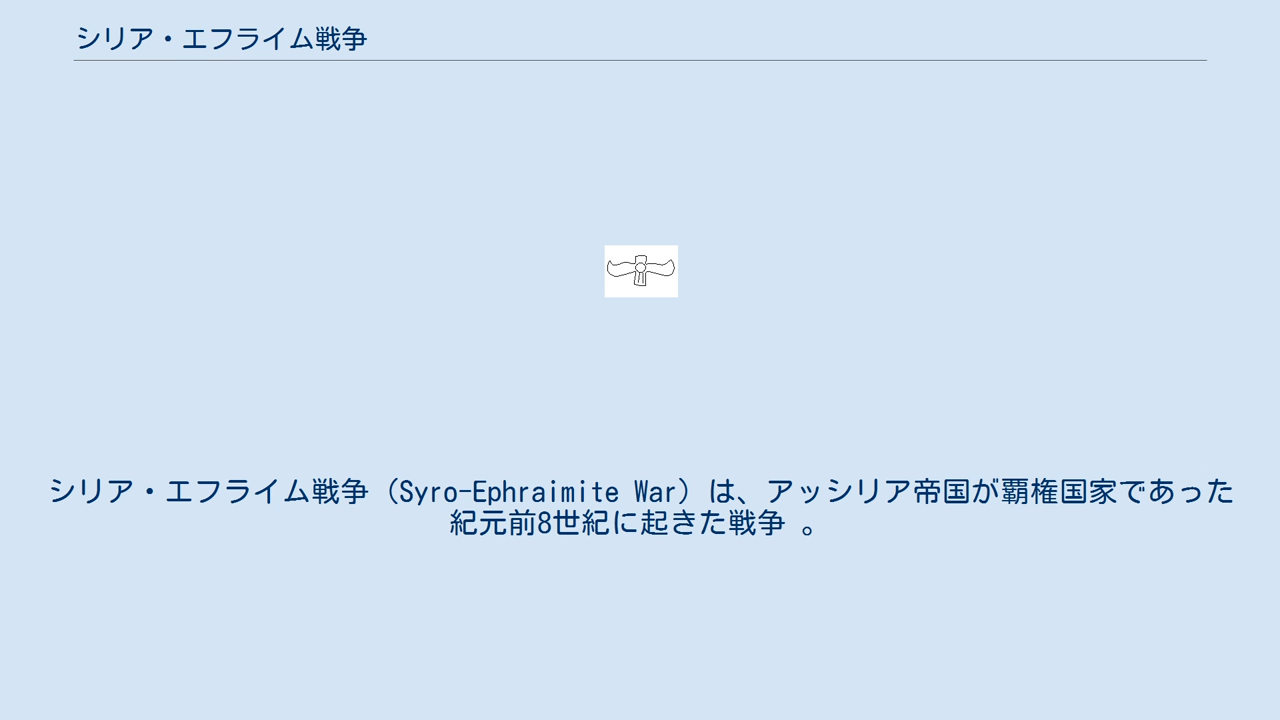 シリア・エフライム戦争
シリア・エフライム戦争（Syro-Ephraimite War）は、アッシリア帝国が覇権国家であった
紀元前8世紀に起きた戦争 。